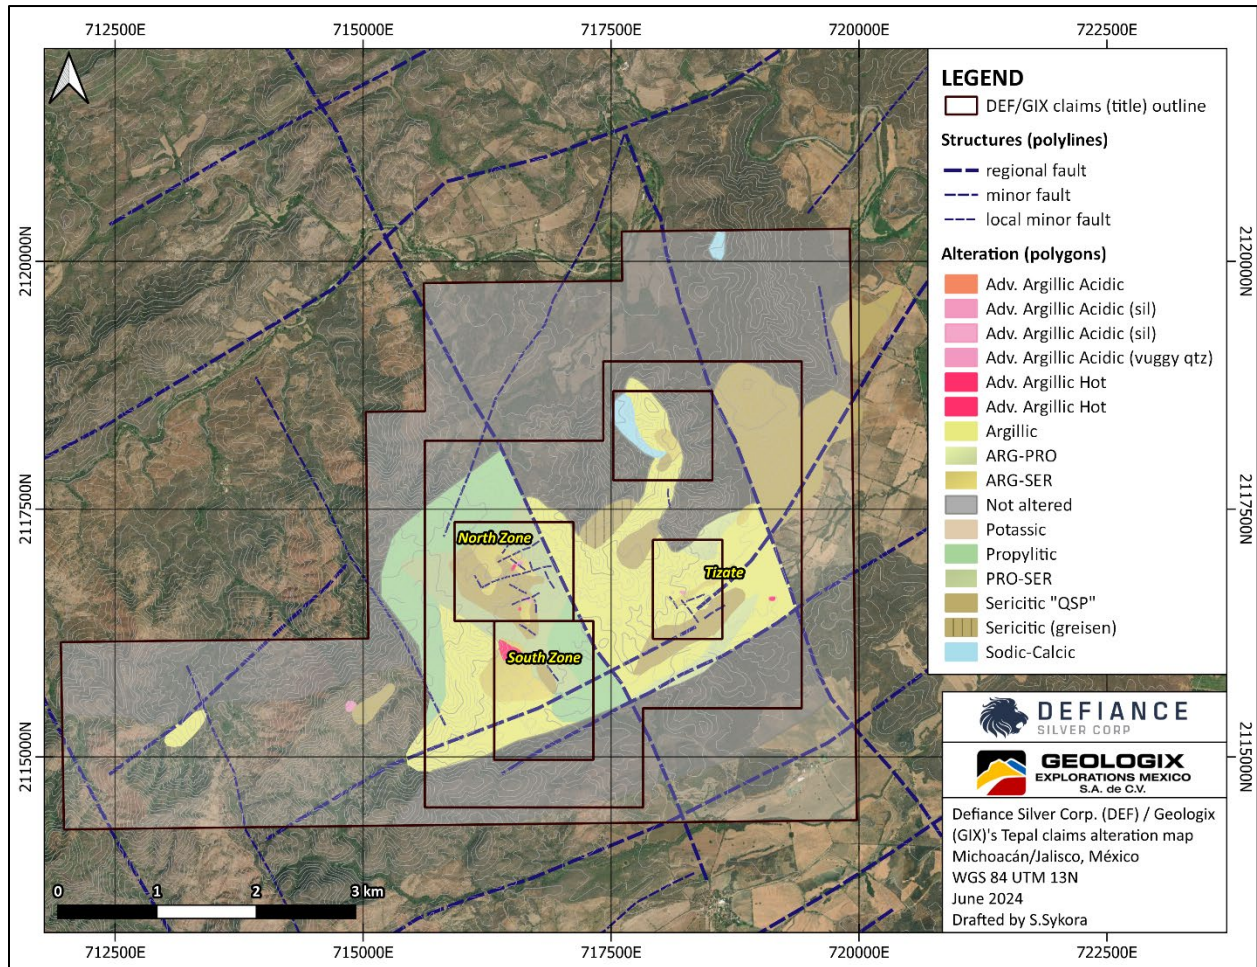 712500E
715000E
717500E
720000E
722500E
LEGEND
DEF/GIX claims (title) outline
Structures (polylines)
regional fault
minor fault
local minor fault
Alteration (polygons)
Adv. Argillic Acidic
Adv. Argillic Acidic (sil)
Adv. Argillic Acidic (sil)
Adv. Argillic Acidic (vuggy qtz)
Adv. Argillic Hot
Adv. Argillic Hot
Argillic
ARG-PRO
ARG-SER
Not altered
Potassic
Propylitic
PRO-SER
Sericitic "QSP"
Sericitic (greisen)
Sodic-Calcic
2120000N
2120000N
2117500N
2117500N
2115000N
2115000N
North Zone
Tizate
South Zone
DEFIANCE
SILVER CORP
GEOLOGIX
EXPLORATIONS MEXICO
S.A. de C.V.
Defiance Silver Corp. (DEF) / Geologix
(GIX)'s Tepal claims alteration map
Michoacán/Jalisco, México
WGS 84 UTM 13N
June 2024
Drafted by S.Sykora
0 1 2 3 km
712500E
715000E
717500E
720000E
722500E